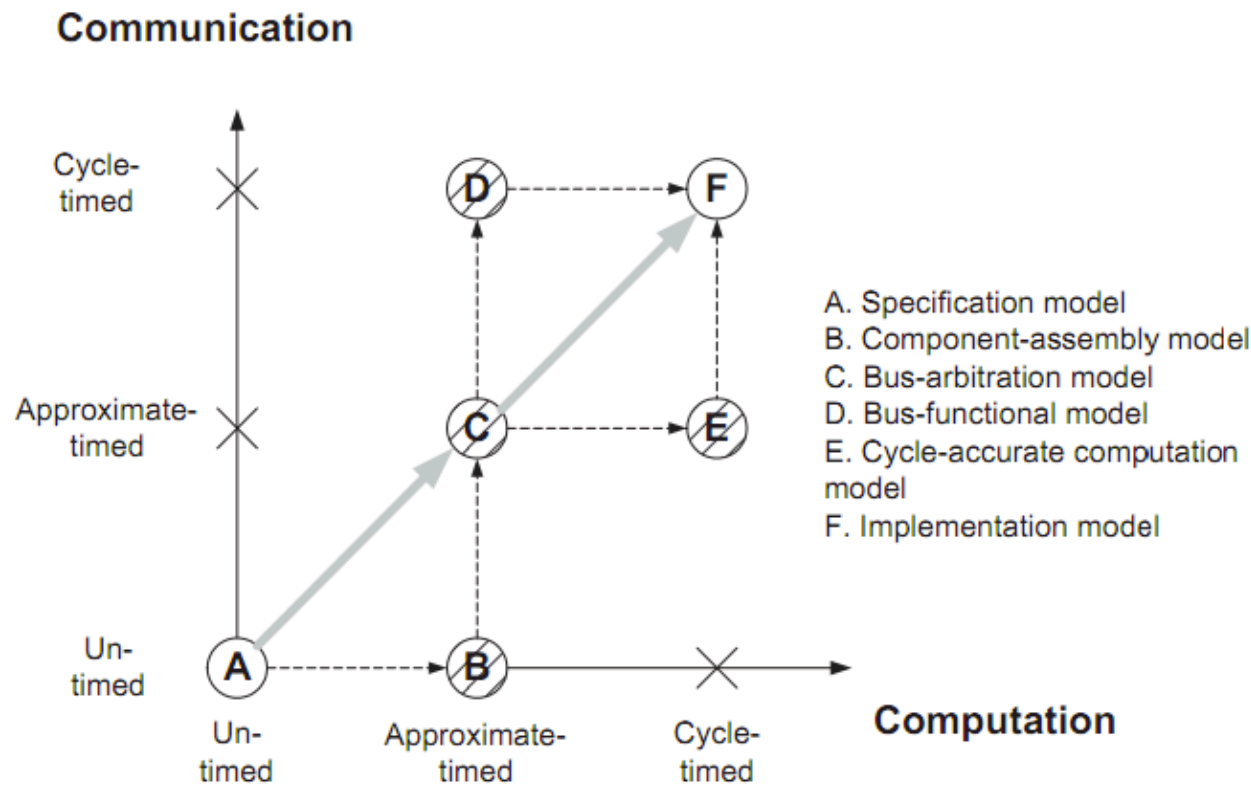 Communication
Cycle-
timed
D
F
A. Specification model
B. Component-assembly model
C. Bus-arbitration model
D. Bus-functional model
E. Cycle-accurate computation
model
F. Implementation model
Approximate-
timed
C
E
Un-
timed
A
B
Un-
timed
Approximate-
timed
Cycle-
timed
Computation